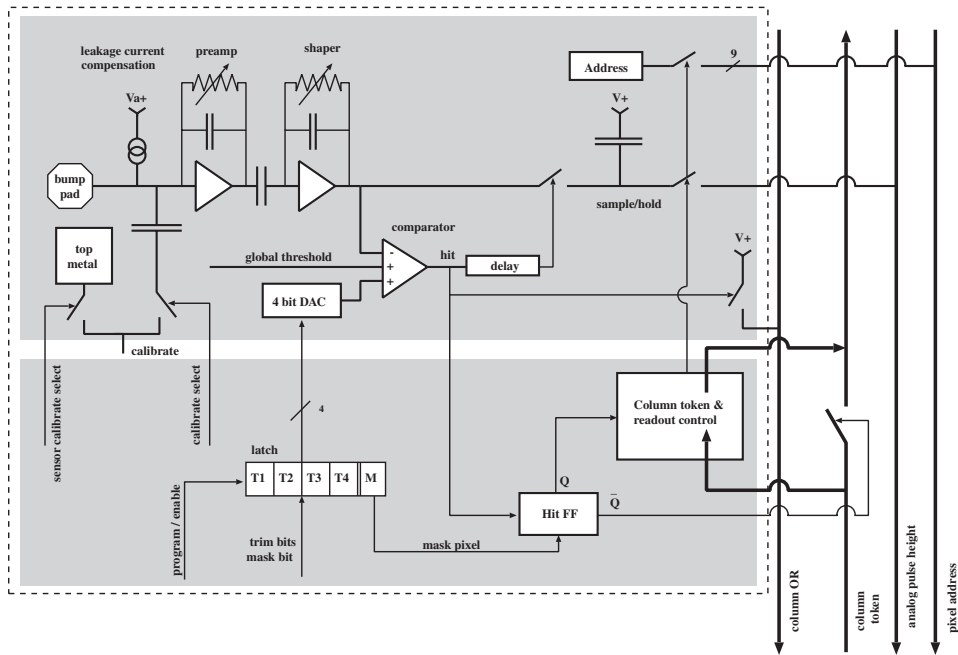 leakage current
compensation
preamp
shaper
Va+
Address
9
V+
bump
pad
sample/hold
top
metal
comparator
global threshold
-
+
+
hit
delay
V+
4 bit DAC
calibrate
sensor calibrate select
calibrate select
4
Column token &
readout control
latch
T1 T2 T3 T4 M
Q
Q̄
Hit FF
program / enable
trim bits
mask bit
mask pixel
column OR
column
token
analog pulse height
pixel address